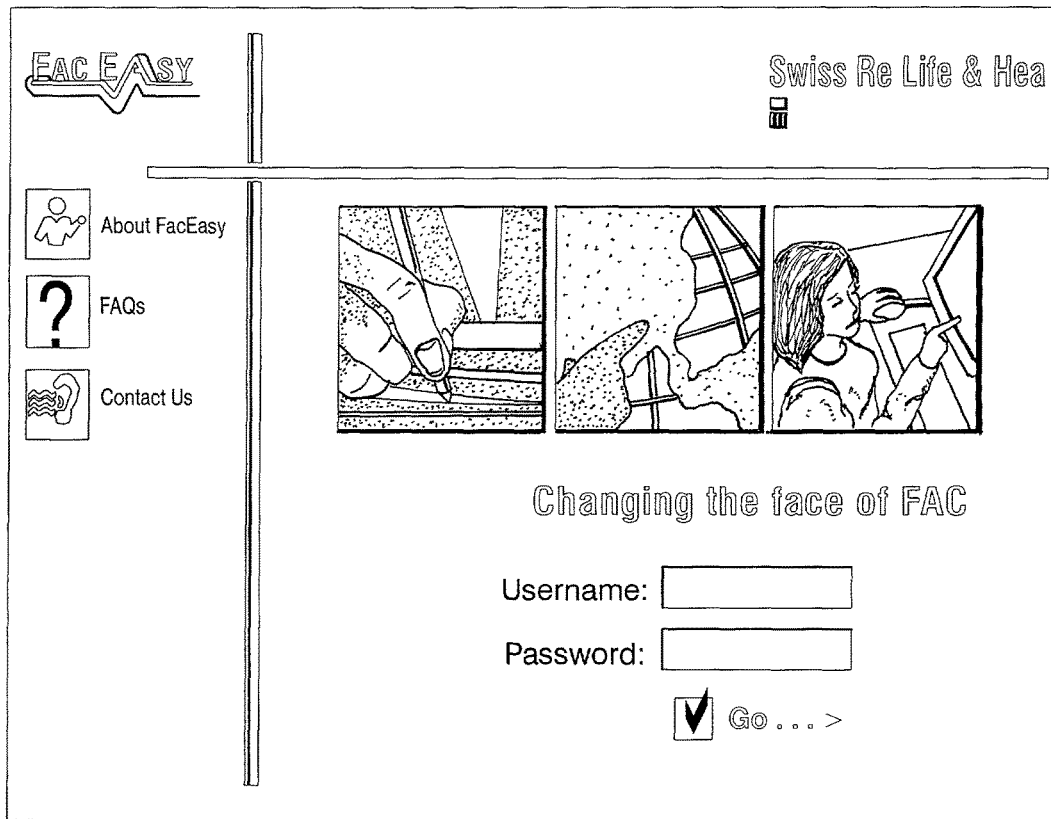 FAC EASY
Swiss Re Life & Hea
About FacEasy
?
FAQs
Contact Us
Changing the face of FAC
Username:
Password:
Go . . . >